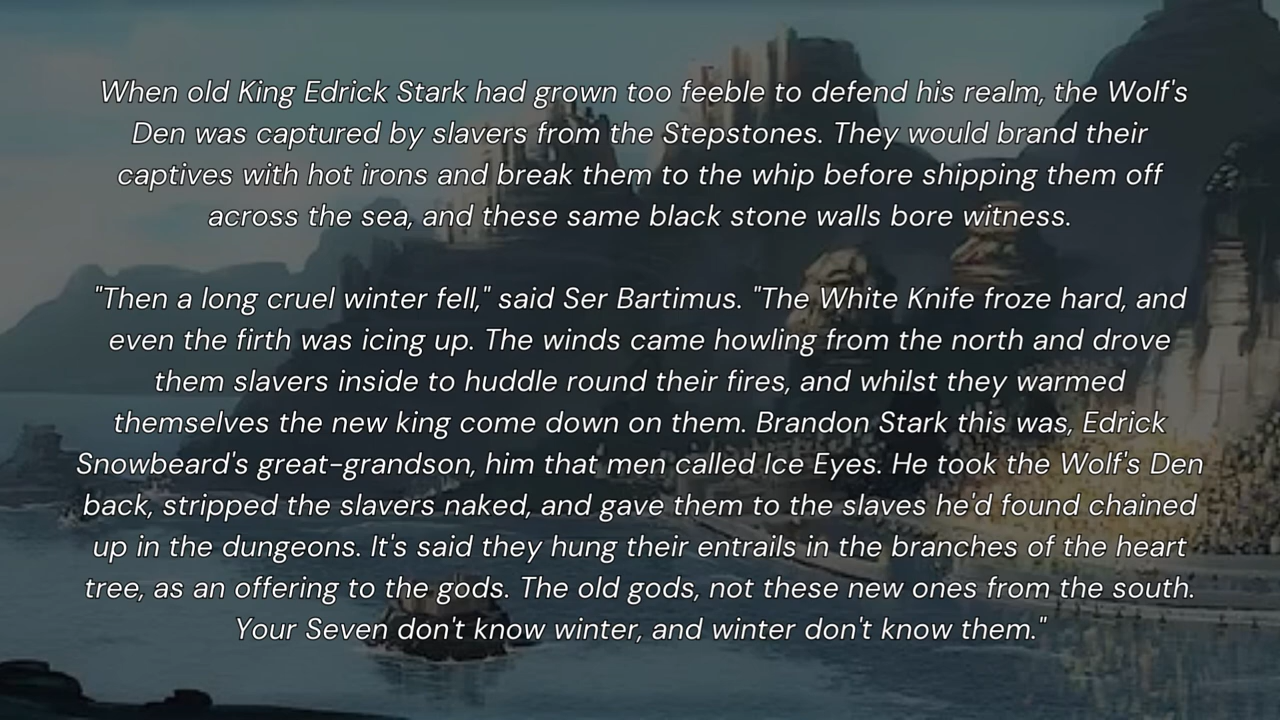 When old King Edrick Stark had grown too feeble to defend his realm, the Wolf's
Den was captured by slavers from the Stepstones. They would brand their
captives with hot irons and break them to the whip before shipping them off
across the sea, and these same black stone walls bore witness.
"Then a long cruel winter fell," said Ser Bartimus. "The White Knife froze hard, and
even the firth was icing up. The winds came howling from the north and drove
them slavers inside to huddle round their fires, and whilst they warmed
themselves the new king come down on them. Brandon Stark this was, Edrick
Snowbeard's great-grandson, him that men called Ice Eyes. He took the Wolf's Den
back, stripped the slavers naked, and gave them to the slaves he'd found chained
up in the dungeons. It's said they hung their entrails in the branches of the heart
tree, as an offering to the gods. The old gods, not these new ones from the south.
Your Seven don't know winter, and winter don't know them."